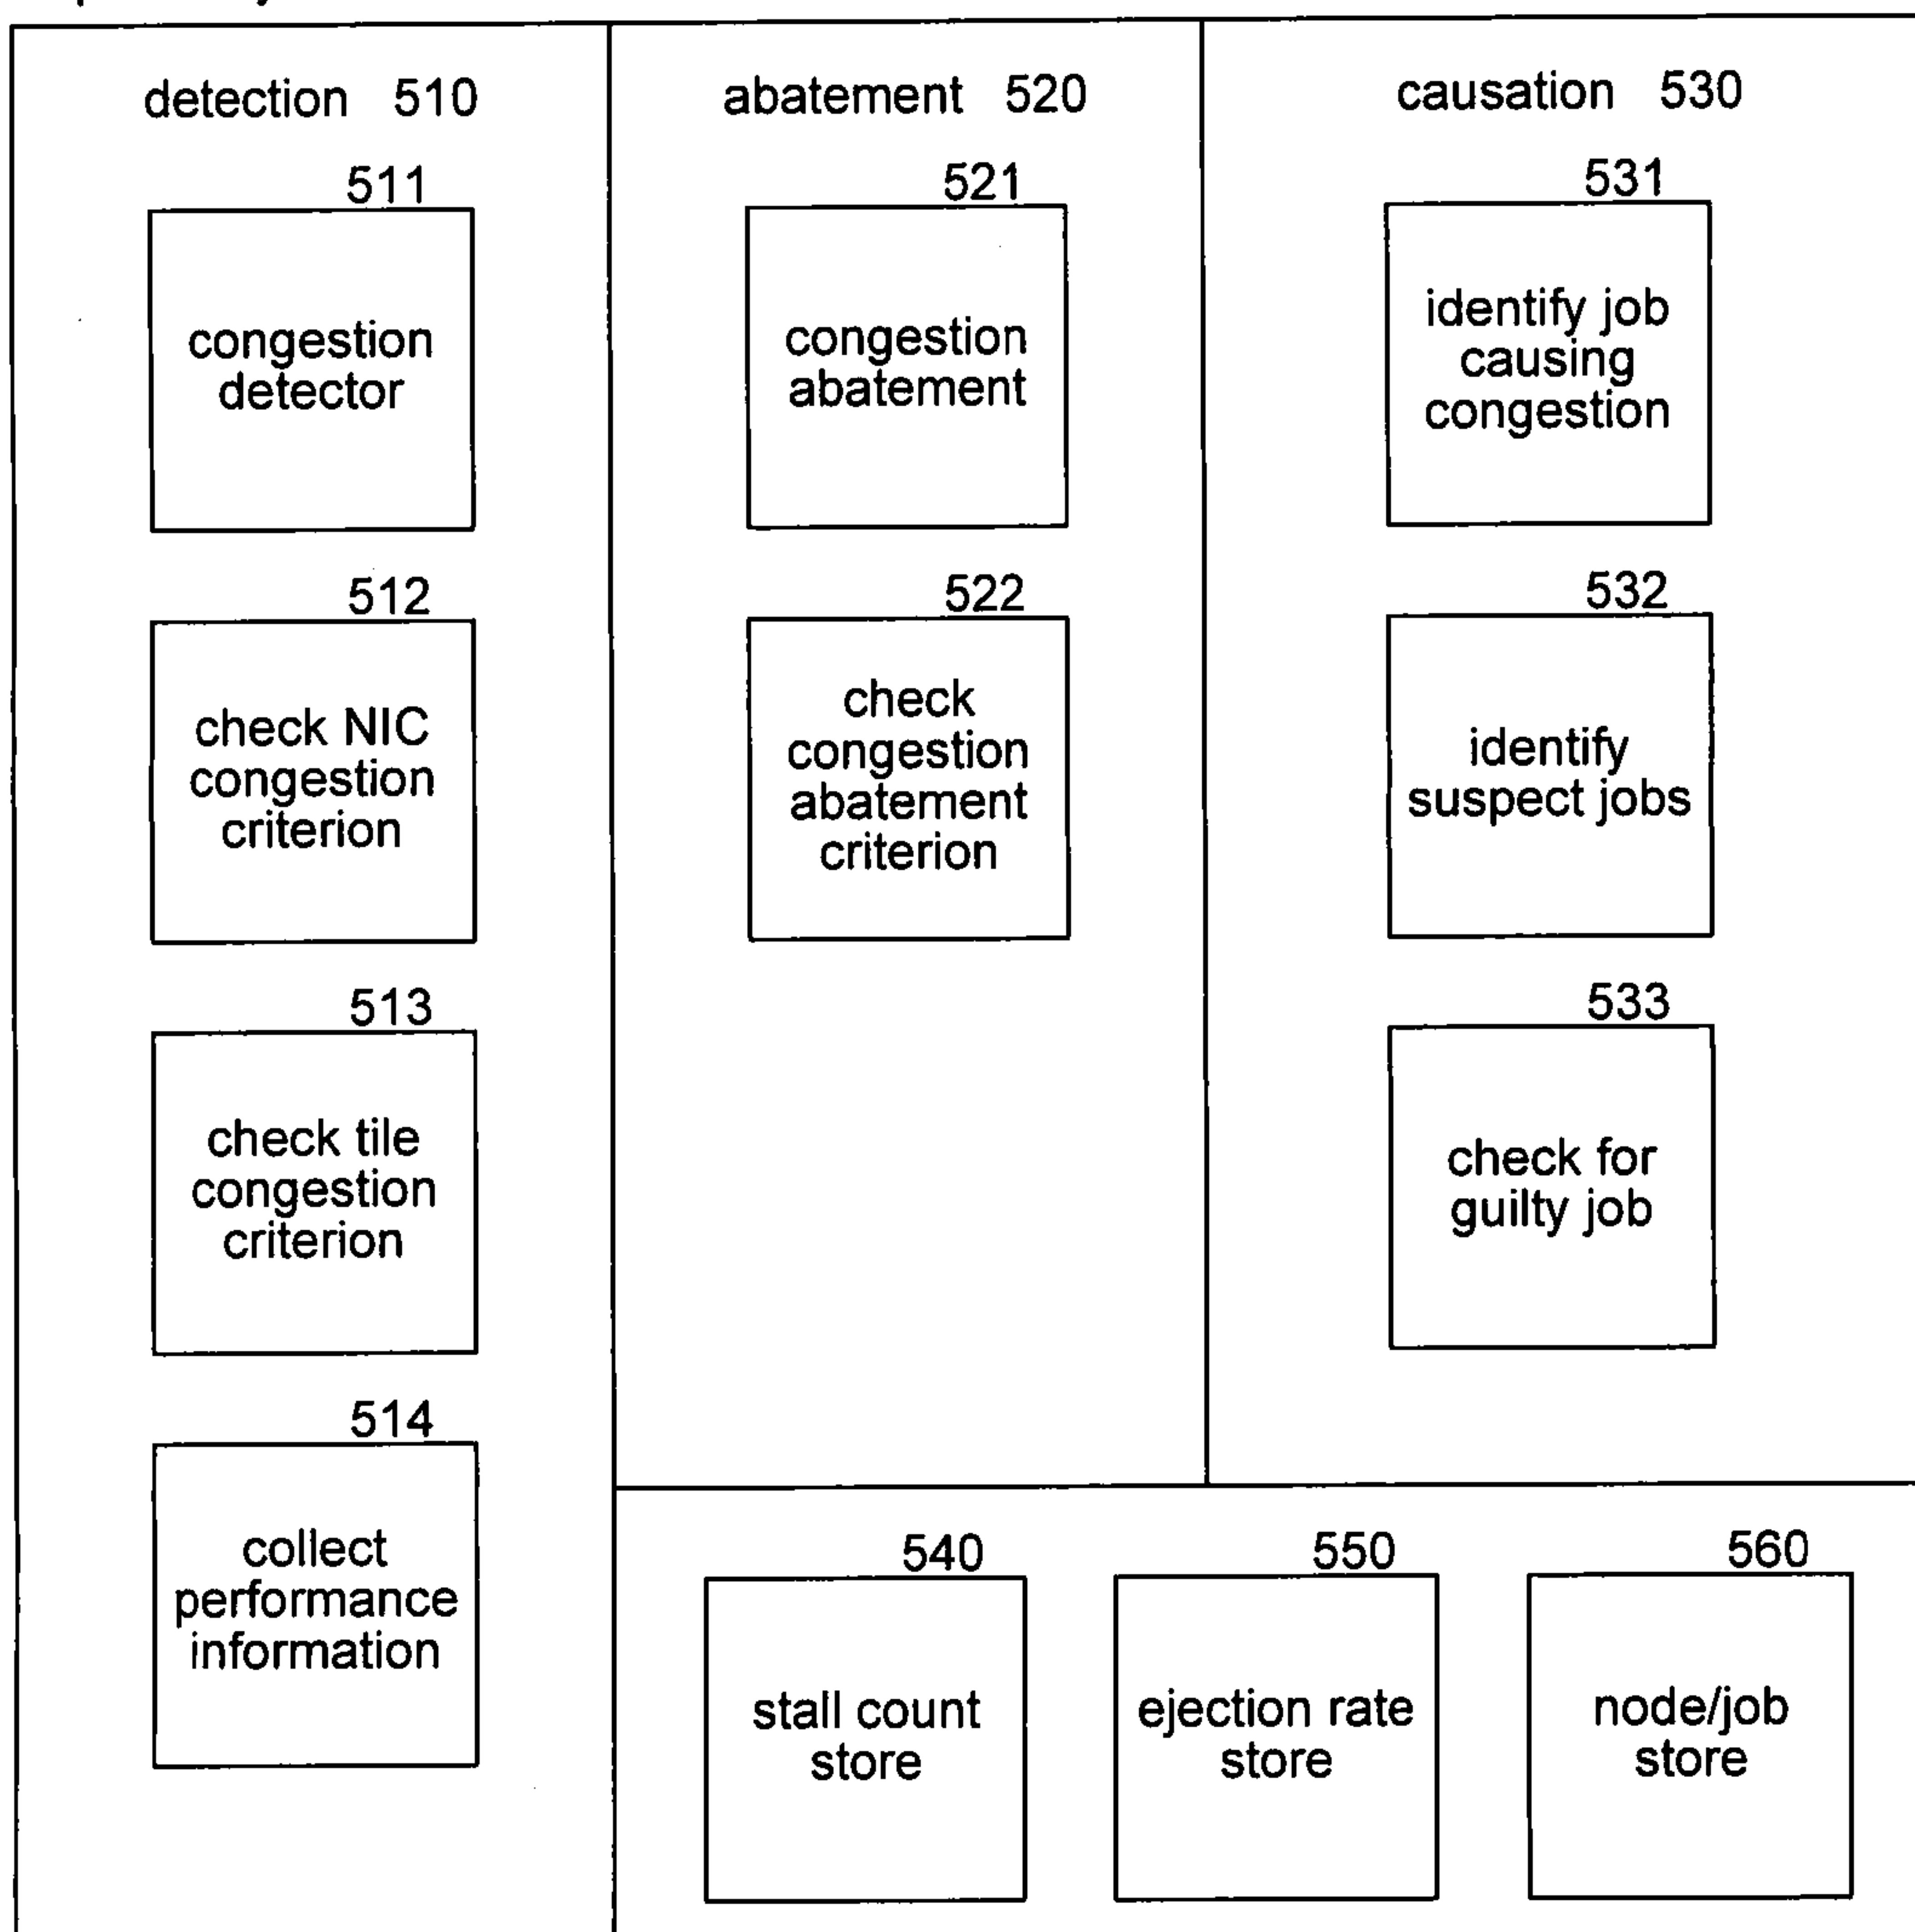 detection 510
511
congestion
detector
512
check NIC
congestion
criterion
513
check tile
congestion
criterion
514
collect
performance
information
abatement 520
521
congestion
abatement
522
check
congestion
abatement
criterion
causation 530
531
identify job
causing
congestion
532
identify
suspect jobs
533
check for
guilty job
540
stall count
store
550
ejection rate
store
560
node/job
store